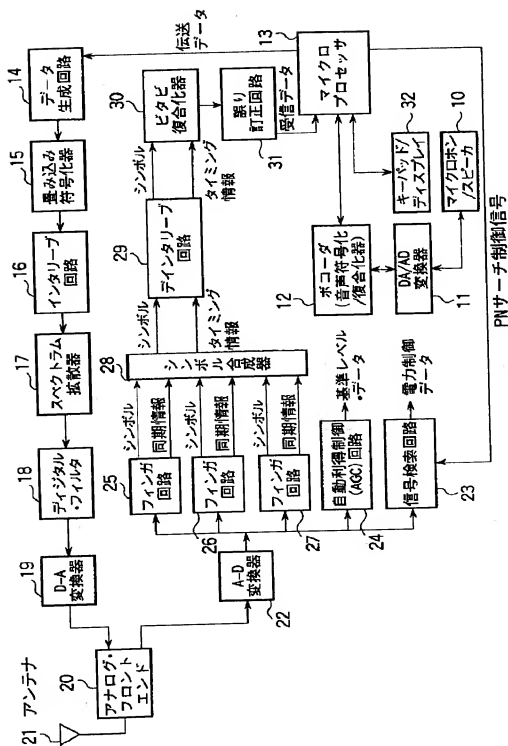 21 アンテナ
20
アナログ・
フロント
エンド
19
D-A
変換器
18
ディジタル
・フィルタ
17
スペクトラム
拡散器
16
インタリーブ
回路
15
畳み込み
符号化器
14
データ
生成回路
伝送
データ
22
A-D
変換器
25
フィンガ
回路
26
フィンガ
回路
27
フィンガ
回路
24
自動利得制御
(AGC)回路
23
信号検索回路
シンボル
同期情報
シンボル
同期情報
シンボル
同期情報
基準レベル
・データ
電力制御
データ
28
シンボル合成器
シンボル
タイミング
情報
29
デインタリーブ
回路
シンボル
タイミング
情報
30
ビタビ
復合化器
31
誤り
訂正回路
受信データ
13
マイクロ
プロセッサ
12
ボコーダ
(音声符号化
/復合化器)
11
DA/AD
変換器
32
キーパッド/
ディスプレイ
10
マイクロホン
/スピーカ
PNサーチ制御信号